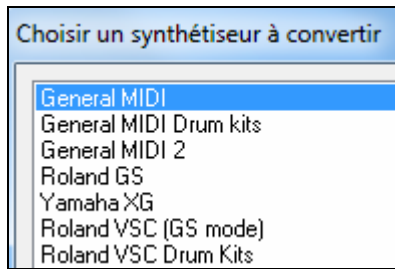 Choisir un synthétiseur à convertir
General MIDI
General MIDI Drum kits
General MIDI 2
Roland GS
Yamaha XG
Roland VSC (GS mode)
Roland VSC Drum Kits